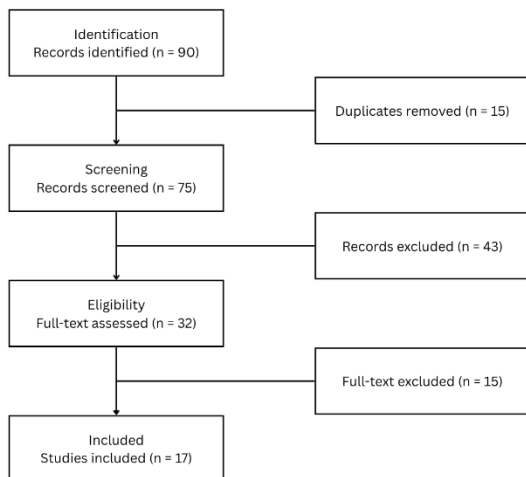 Identification
Records identified (n = 90)
Duplicates removed (n = 15)
Screening
Records screened (n = 75)
Records excluded (n = 43)
Eligibility
Full-text assessed (n = 32)
Full-text excluded (n = 15)
Included
Studies included (n = 17)